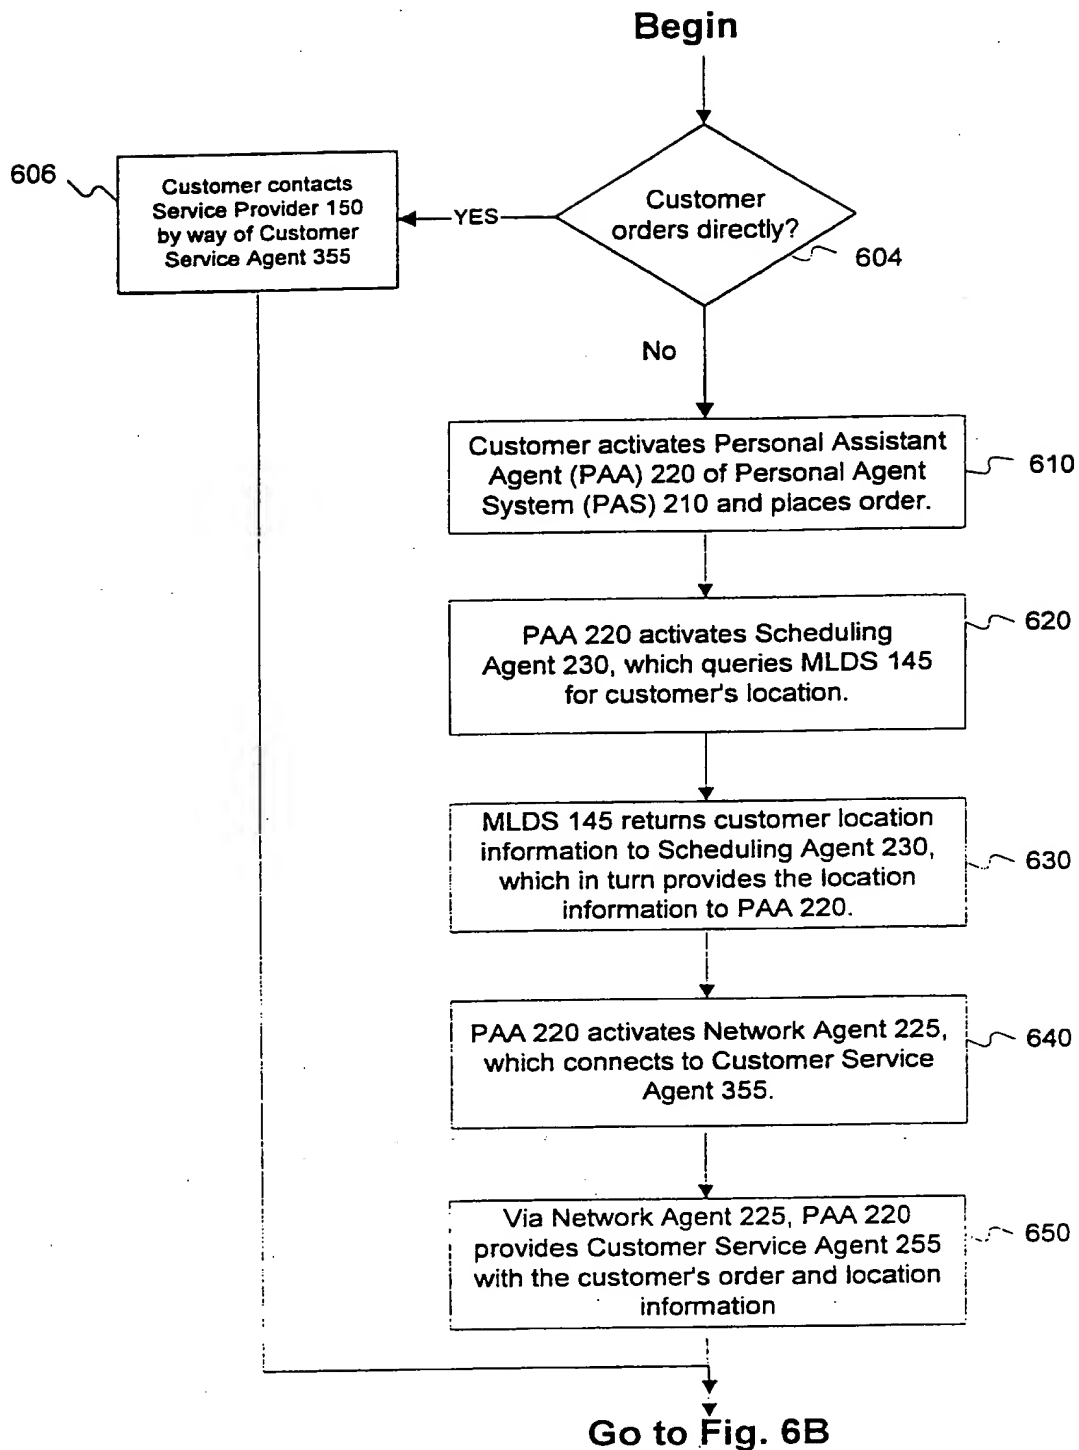 Begin
606
Customer contacts
Service Provider 150
by way of Customer
Service Agent 355
YES
Customer
orders directly?
604
No
Customer activates Personal Assistant
Agent (PAA) 220 of Personal Agent
System (PAS) 210 and places order.
610
PAA 220 activates Scheduling
Agent 230, which queries MLDS 145
for customer's location.
620
MLDS 145 returns customer location
information to Scheduling Agent 230,
which in turn provides the location
information to PAA 220.
630
PAA 220 activates Network Agent 225,
which connects to Customer Service
Agent 355.
640
Via Network Agent 225, PAA 220
provides Customer Service Agent 255
with the customer's order and location
information
650
Go to Fig. 6B